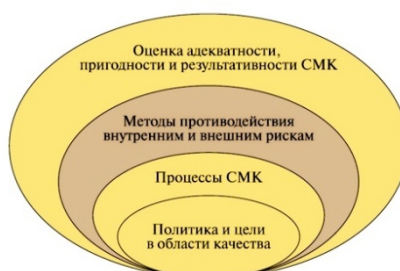 Оценка адекватности,
пригодности и результативности СМК
Методы противодействия
внутренним и внешним рискам
Процессы СМК
Политика и цели
в области качества